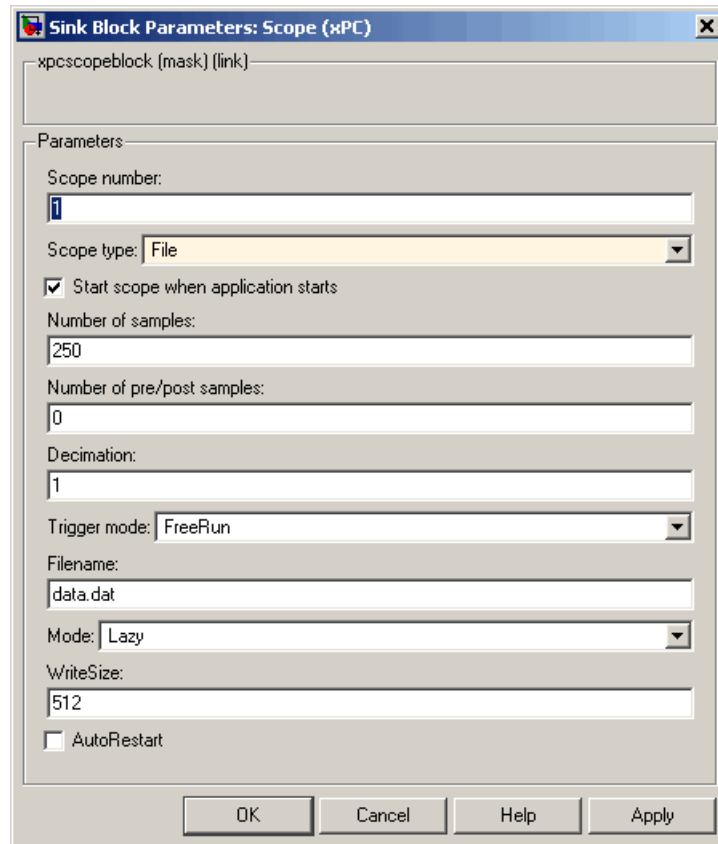 Sink Block Parameters: Scope (xPC)
xpcscopeblock (mask) (link)
Parameters
Scope number:
1
Scope type: File
Start scope when application starts
Number of samples:
250
Number of pre/post samples:
0
Decimation:
1
Trigger mode: FreeRun
Filename:
data.dat
Mode: Lazy
WriteSize:
512
AutoRestart
OK Cancel Help Apply